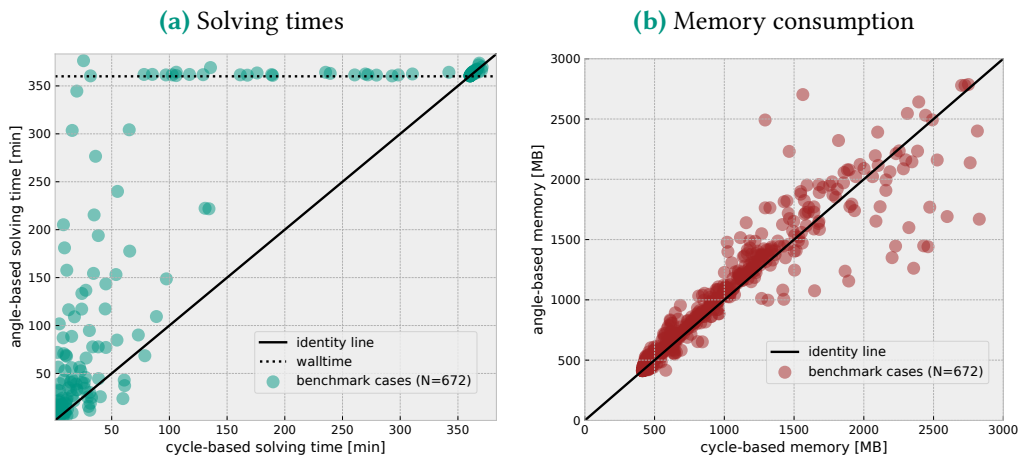 (a) Solving times
350
300
250
200
150
100
50
angle-based solving time [min]
identity line
walltime
benchmark cases (N=672)
50 100 150 200 250 300 350
cycle-based solving time [min]
(b) Memory consumption
3000
2500
2000
1500
1000
500
0
angle-based memory [MB]
identity line
benchmark cases (N=672)
0 500 1000 1500 2000 2500 3000
cycle-based memory [MB]